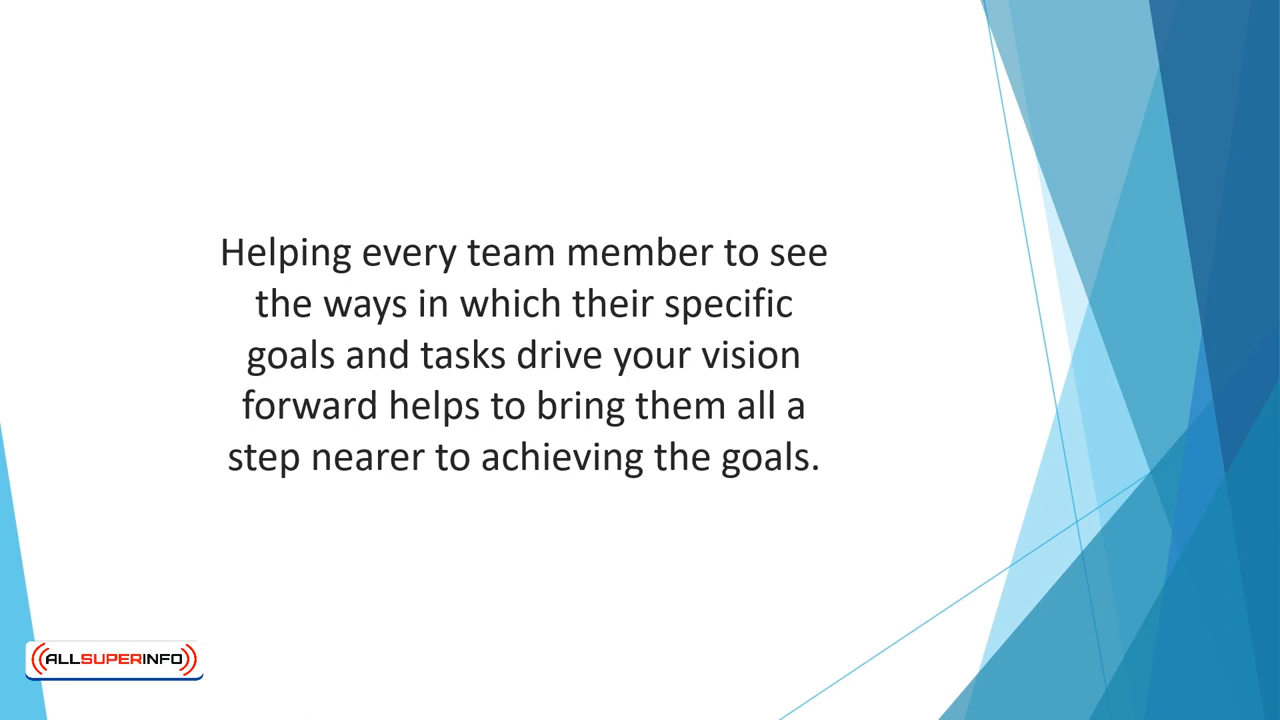 Helping every team member to see
the ways in which their specific
goals and tasks drive your vision
forward helps to bring them all a
step nearer to achieving the goals.
ALLSUPERINFO